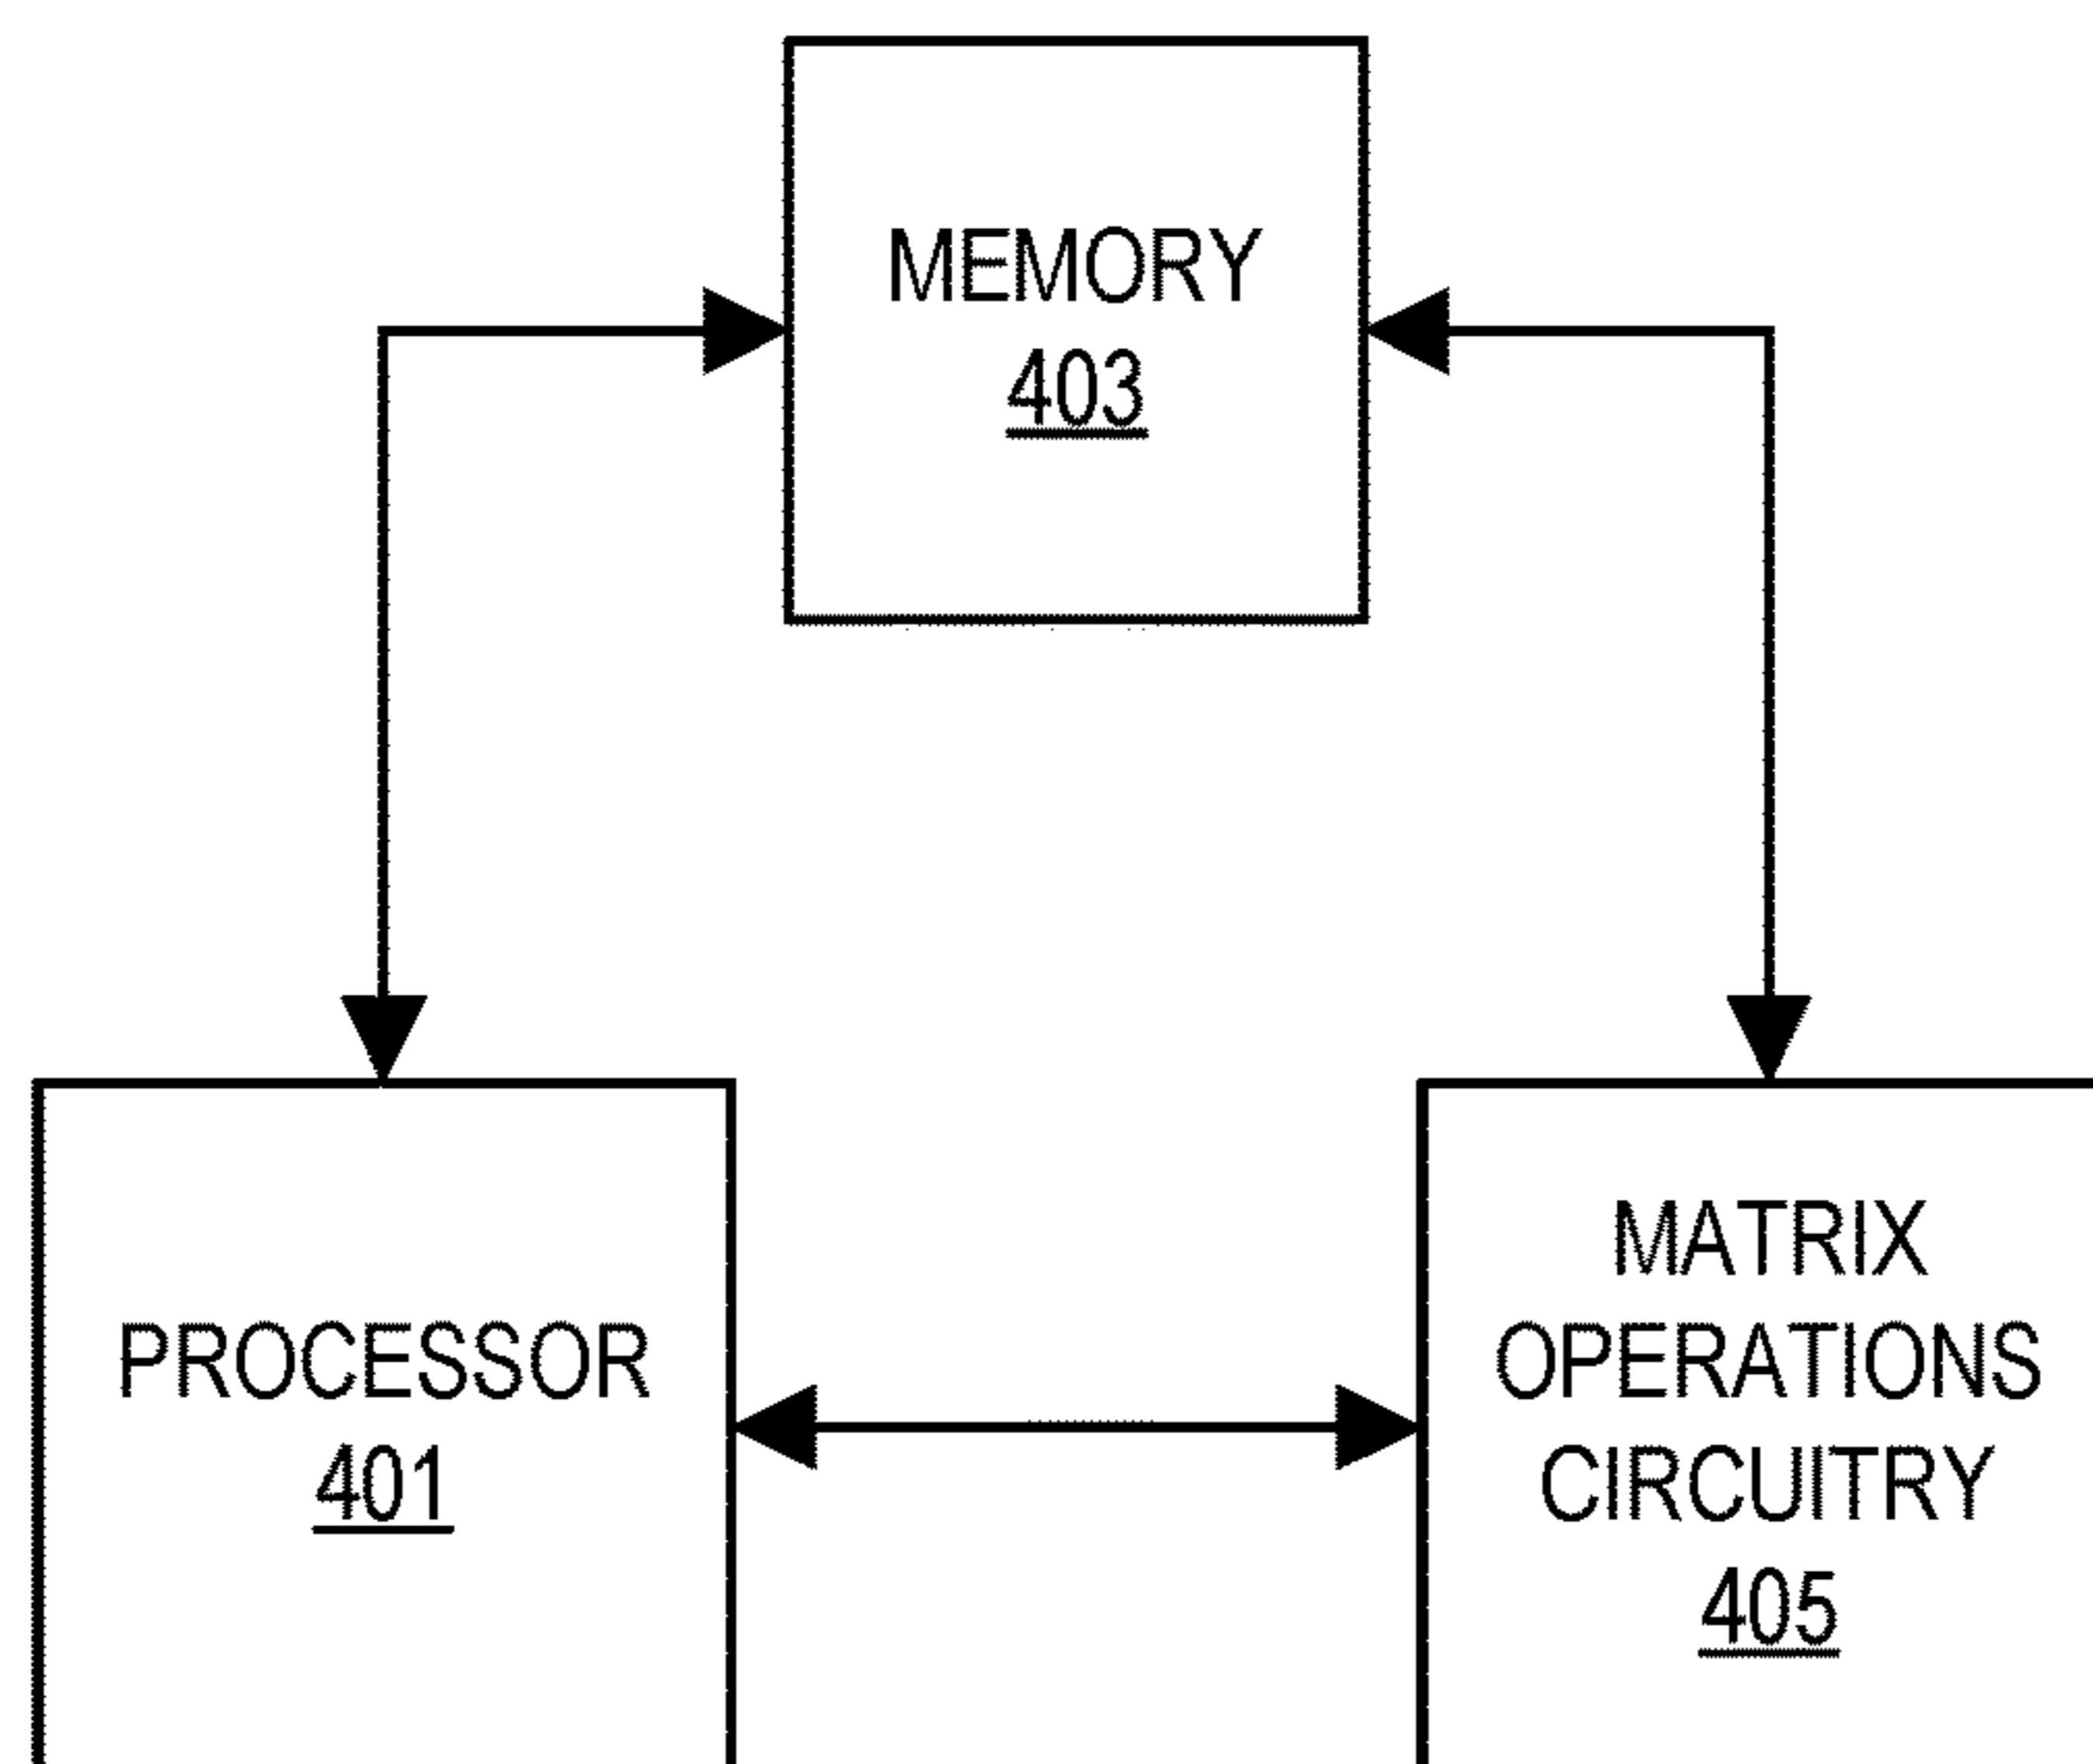 MEMORY
403
PROCESSOR
401
MATRIX
OPERATIONS
CIRCUITRY
405